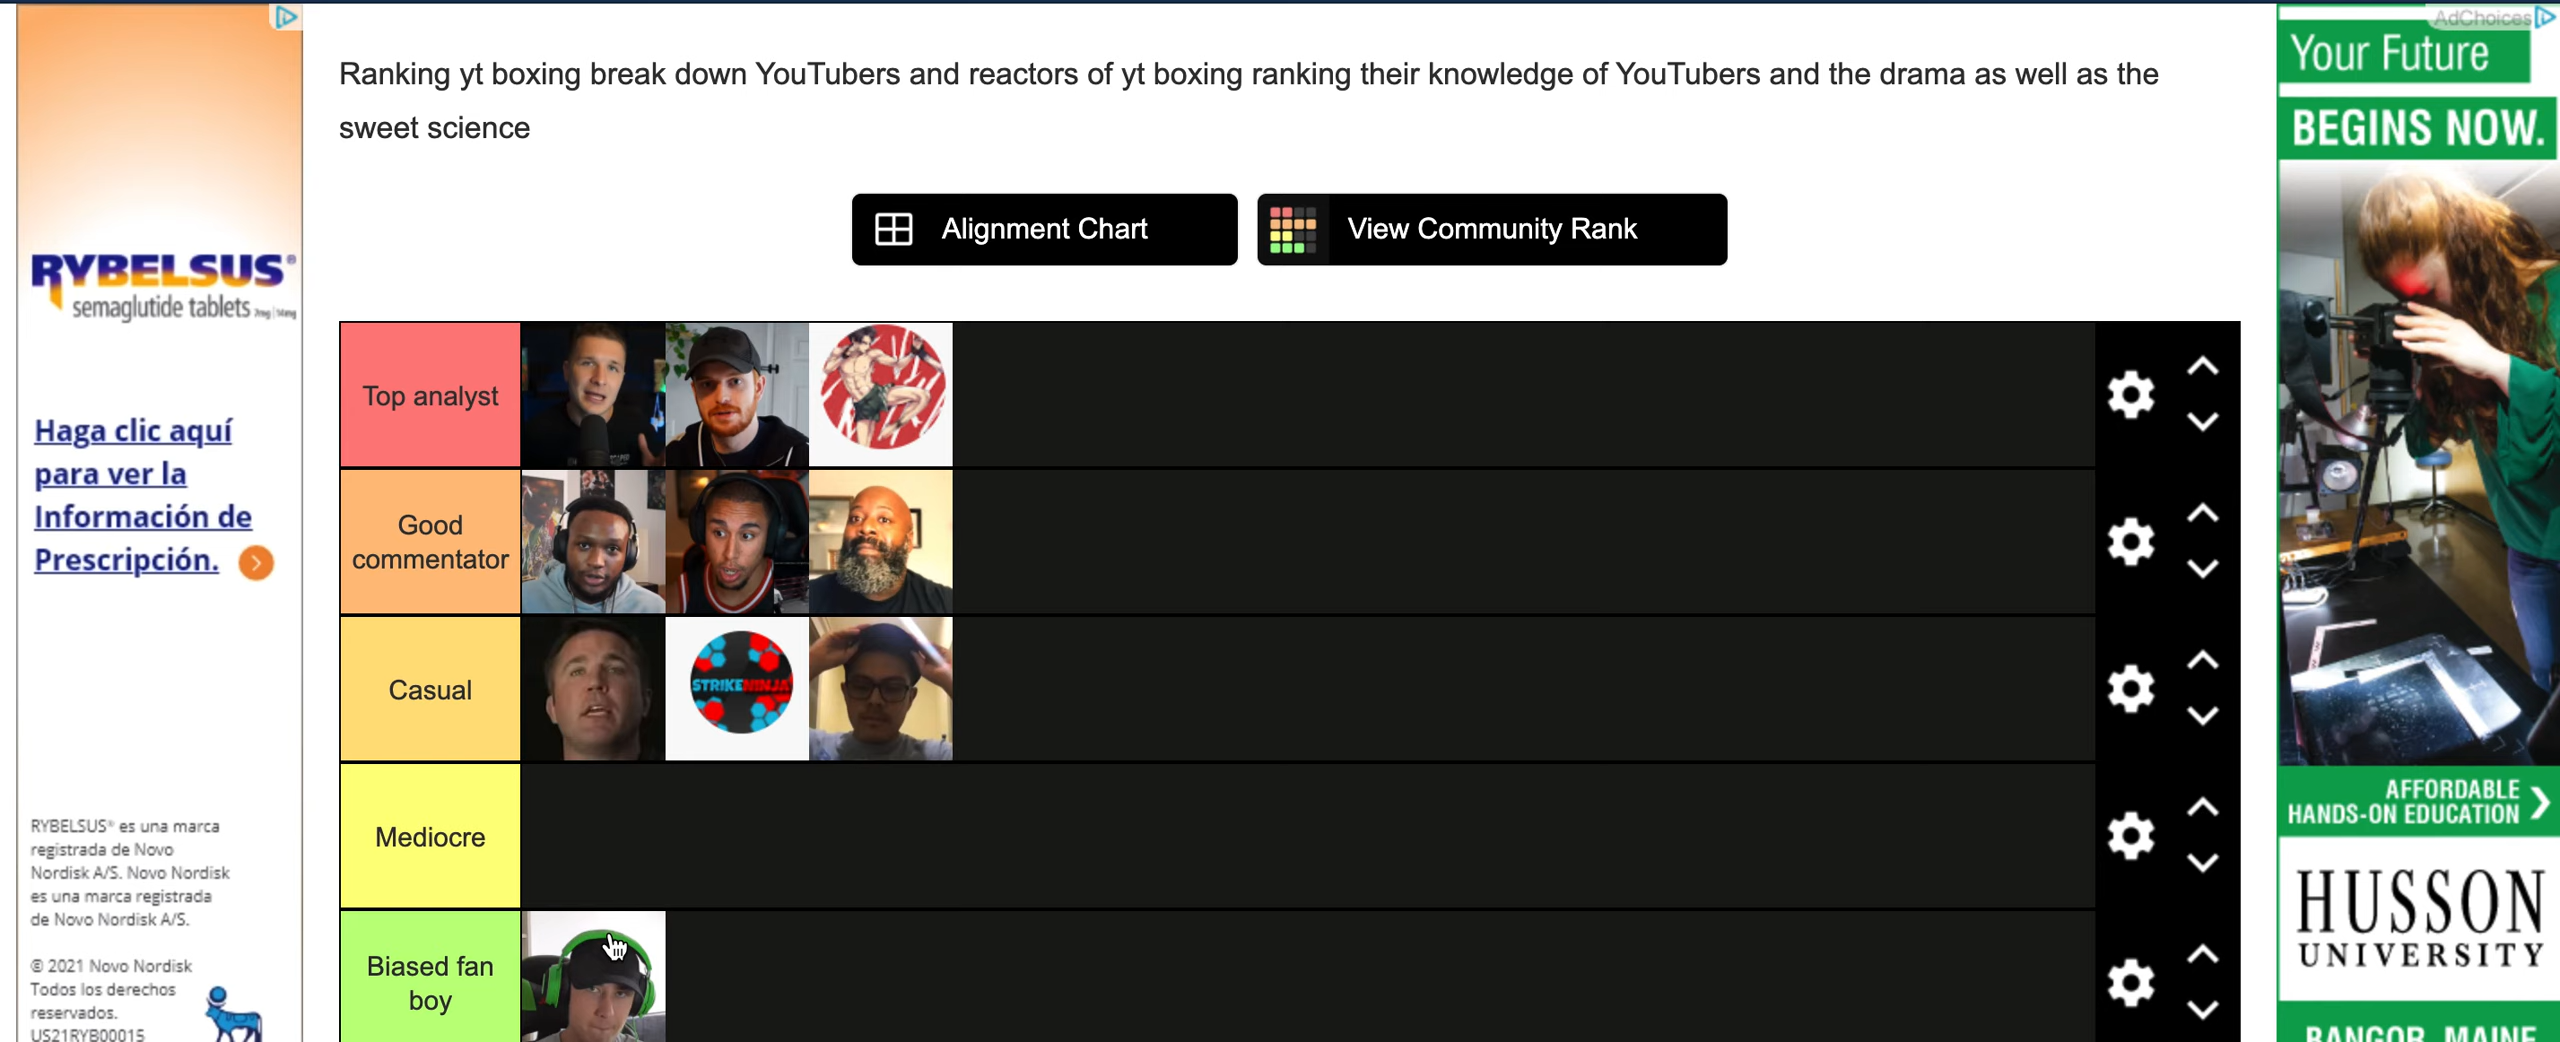 RYBELSUS®
semaglutide tablets
Haga clic aquí
para ver la
Información de
Prescripción.
RYBELSUS® es una marca
registrada de Novo
Nordisk A/S. Novo Nordisk
es una marca registrada
de Novo Nordisk A/S.
© 2021 Novo Nordisk
Todos los derechos
reservados.
US21RYB00015
Ranking yt boxing break down YouTubers and reactors of yt boxing ranking their knowledge of YouTubers and the drama as well as the
sweet science
Alignment Chart
View Community Rank
Top analyst
Good
commentator
Casual
STRIKENINJA
Mediocre
Biased fan
boy
AdChoices
Your Future
BEGINS NOW.
AFFORDABLE
HANDS-ON EDUCATION
HUSSON
UNIVERSITY
BANGOR, MAINE